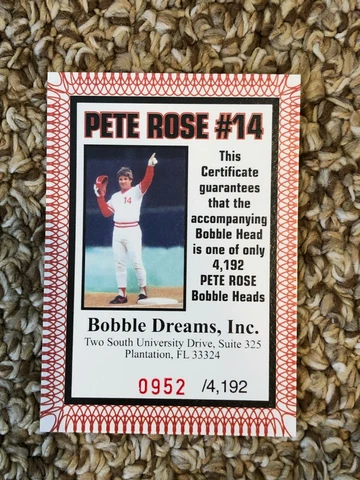 PETE ROSE #14
This
Certificate
guarantees
that the
accompanying
Bobble Head
is one of only
4,192
PETE ROSE
Bobble Heads
14
Bobble Dreams, Inc.
Two South University Drive, Suite 325
Plantation, FL 33324
0952 /4,192